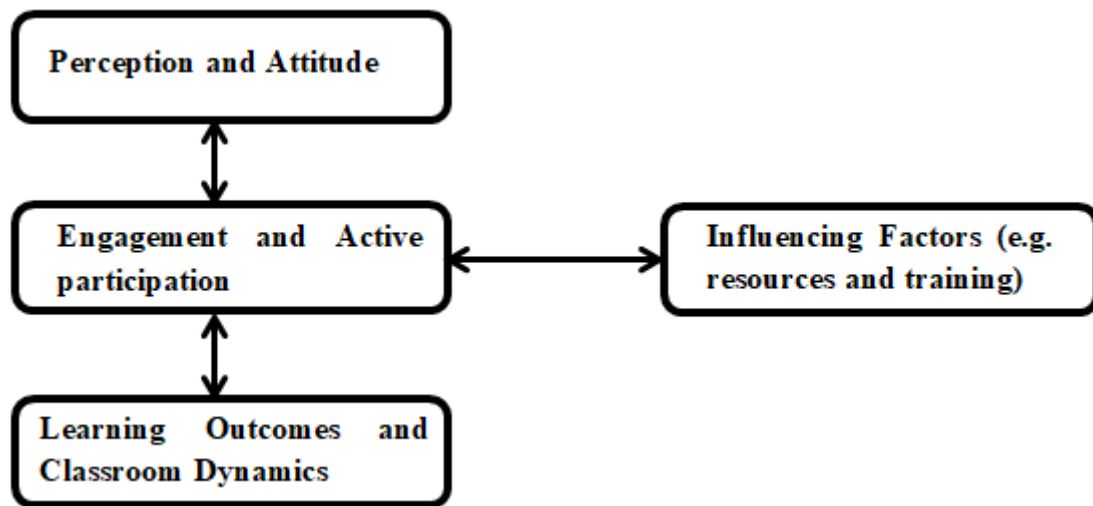 Perception and Attitude
Engagement and Active
participation
Influencing Factors (e.g.
resources and training)
Learning Outcomes and
Classroom Dynamics